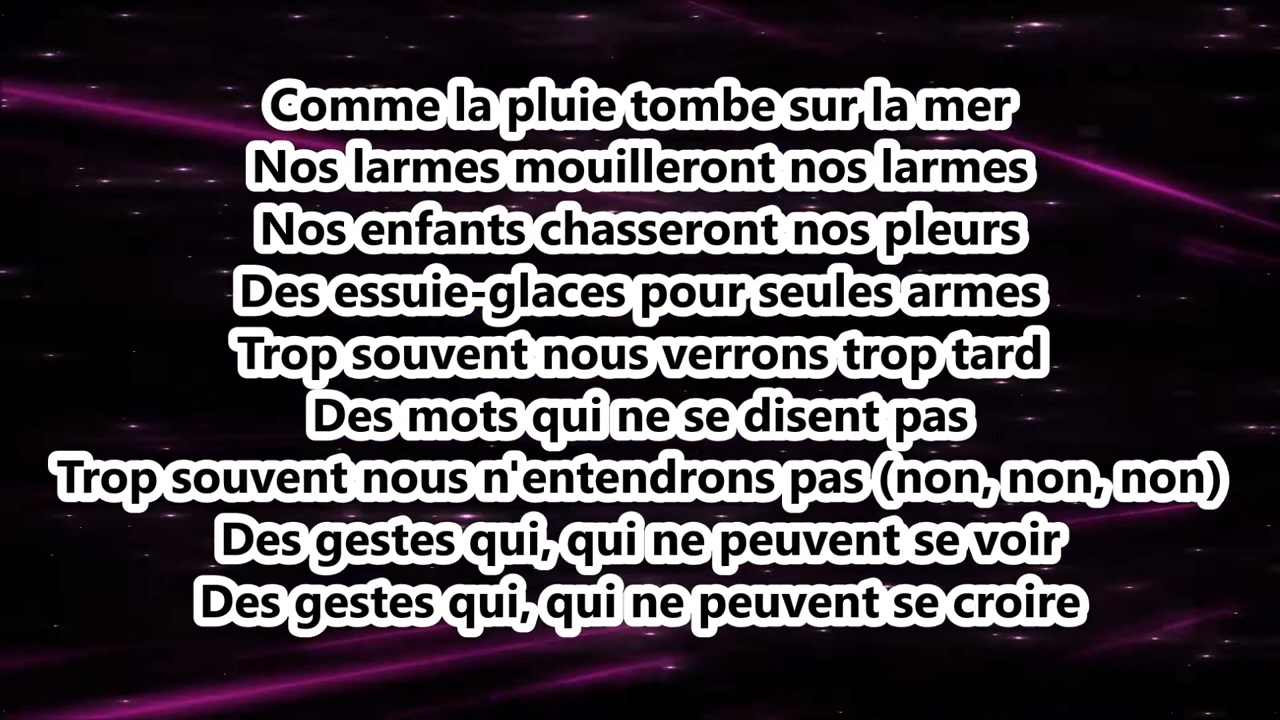 Comme la pluie tombe sur la mer
Nos larmes mouilleront nos larmes
Nos enfants chasseront nos pleurs
Des essuie-glaces pour seules armes
Trop souvent nous verrons trop tard
Des mots qui ne se disent pas
Trop souvent nous n'entendrons pas (non, non, non)
Des gestes qui, qui ne peuvent se voir
Des gestes qui, qui ne peuvent se croire